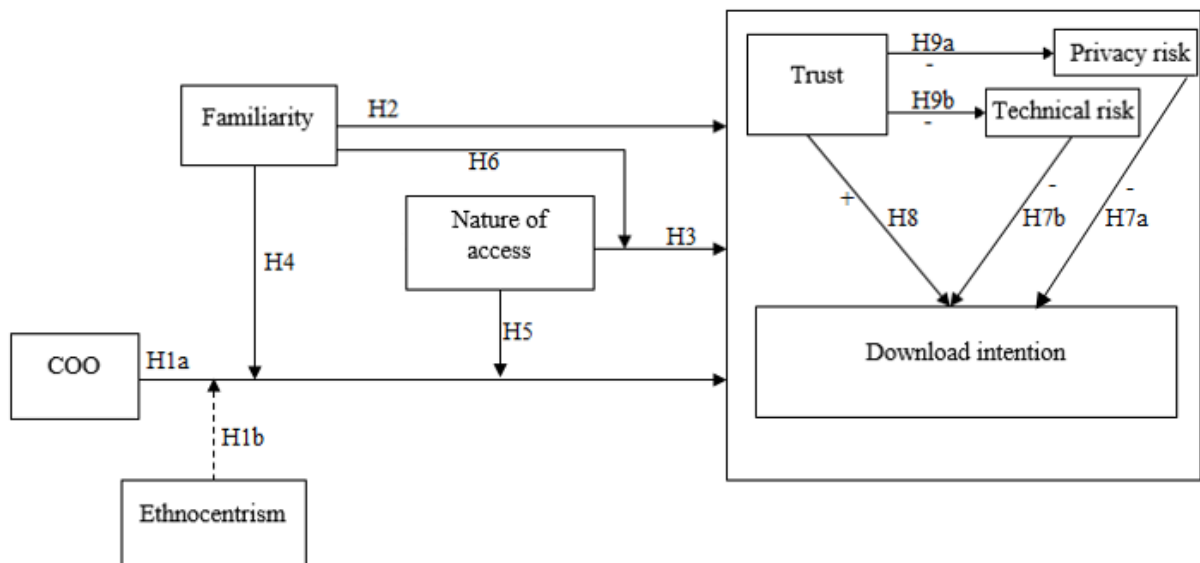 H9a
-
Privacy risk
Trust
Familiarity
H2
H9b
-
Technical risk
H6
Nature of
access
H3
+
H8
-
H7b
-
H7a
H4
H5
COO
H1a
Download intention
H1b
Ethnocentrism